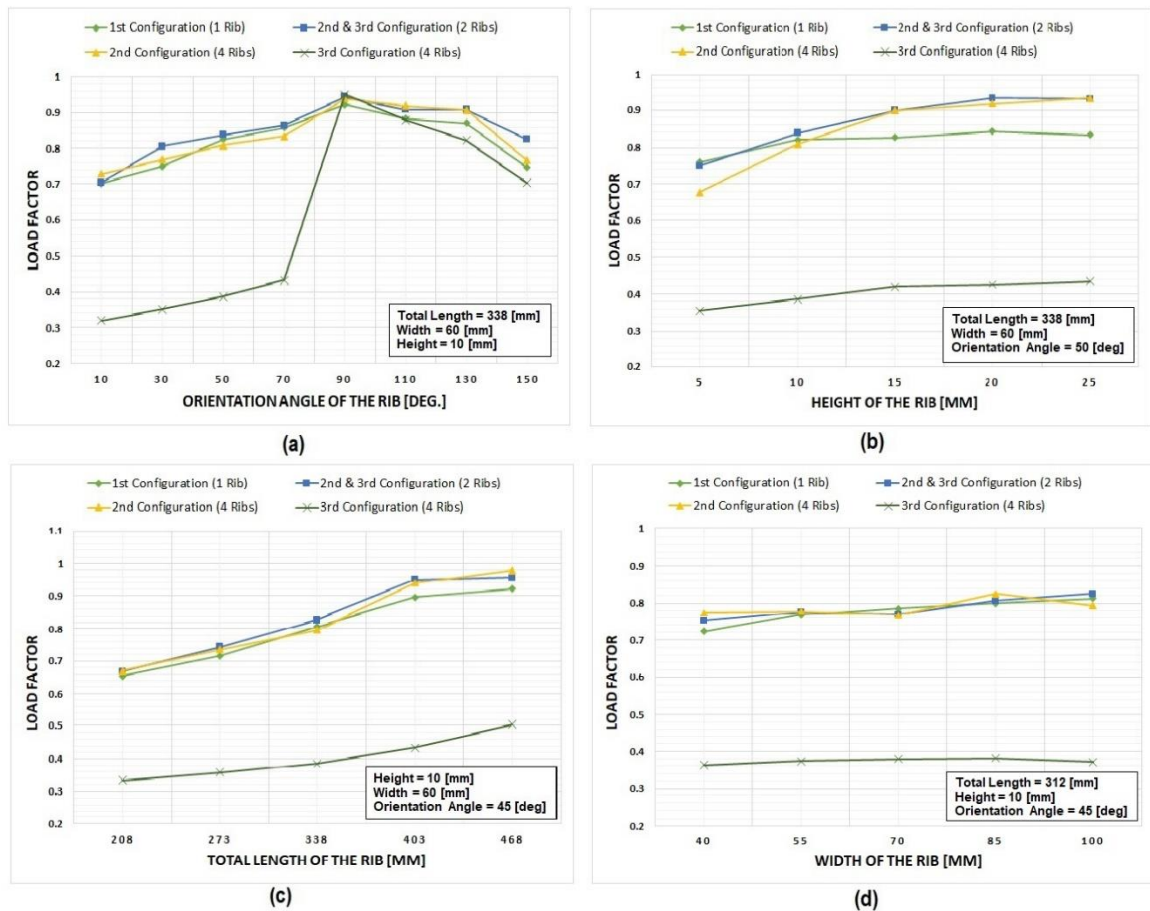 1st Configuration (1 Rib) 2nd & 3rd Configuration (2 Ribs)
2nd Configuration (4 Ribs) 3rd Configuration (4 Ribs)
1
0.9
0.8
0.7
0.6
0.5
0.4
0.3
0.2
LOAD FACTOR
Total Length = 338 [mm]
Width = 60 [mm]
Height = 10 [mm]
10 30 50 70 90 110 130 150
ORIENTATION ANGLE OF THE RIB [DEG.]
(a)
1st Configuration (1 Rib) 2nd & 3rd Configuration (2 Ribs)
2nd Configuration (4 Ribs) 3rd Configuration (4 Ribs)
1
0.9
0.8
0.7
0.6
0.5
0.4
0.3
0.2
LOAD FACTOR
Total Length = 338 [mm]
Width = 60 [mm]
Orientation Angle = 50 [deg]
5 10 15 20 25
HEIGHT OF THE RIB [MM]
(b)
1st Configuration (1 Rib) 2nd & 3rd Configuration (2 Ribs)
2nd Configuration (4 Ribs) 3rd Configuration (4 Ribs)
1.1
1
0.9
0.8
0.7
0.6
0.5
0.4
0.3
0.2
LOAD FACTOR
Height = 10 [mm]
Width = 60 [mm]
Orientation Angle = 45 [deg]
208 273 338 403 468
TOTAL LENGTH OF THE RIB [MM]
(c)
1st Configuration (1 Rib) 2nd & 3rd Configuration (2 Ribs)
2nd Configuration (4 Ribs) 3rd Configuration (4 Ribs)
1
0.9
0.8
0.7
0.6
0.5
0.4
0.3
0.2
LOAD FACTOR
Total Length = 312 [mm]
Height = 10 [mm]
Orientation Angle = 45 [deg]
40 55 70 85 100
WIDTH OF THE RIB [MM]
(d)